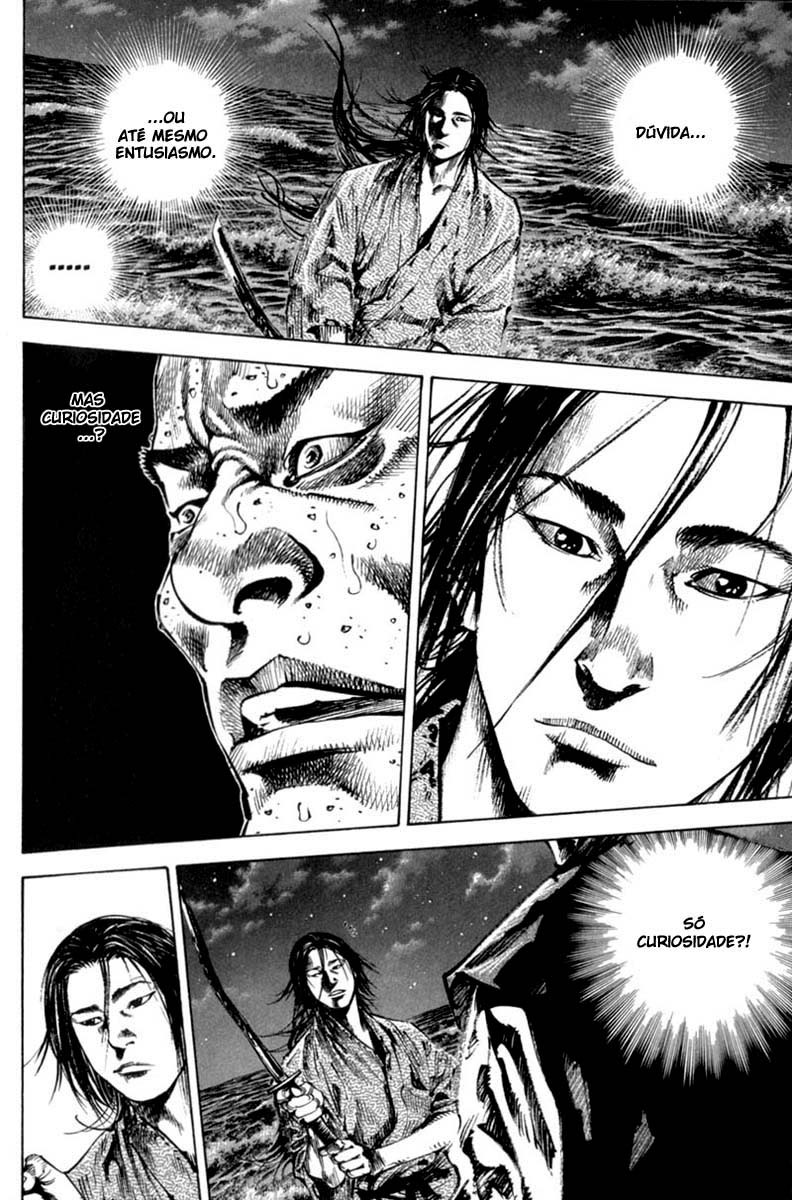 DÚVIDA...
...OU
ATÉ MESMO
ENTUSIASMO.
.....
MAS
CURIOSIDADE
...?
SÓ
CURIOSIDADE?!